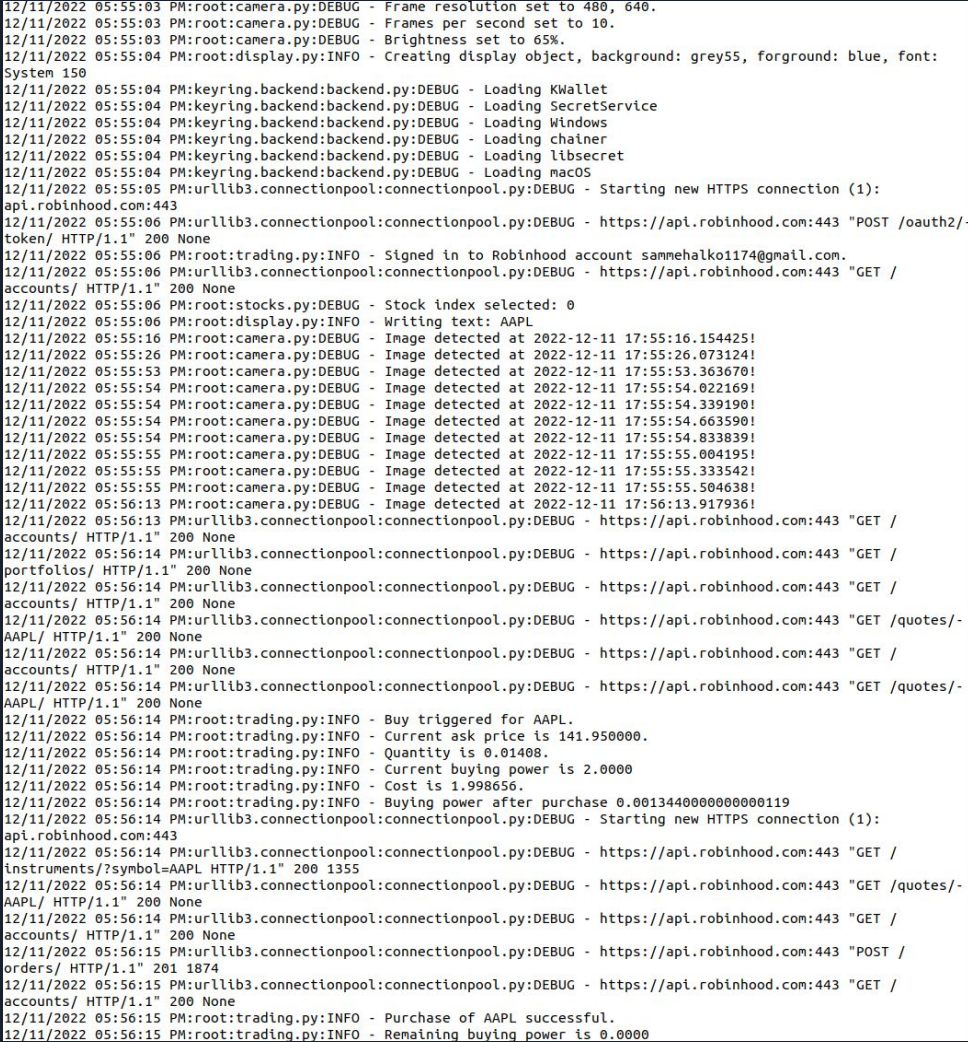 12/11/2022 05:55:03 PM:root:camera.py:DEBUG - Frame resolution set to 480, 640.
12/11/2022 05:55:03 PM:root:camera.py:DEBUG - Frames per second set to 10.
12/11/2022 05:55:03 PM:root:camera.py:DEBUG - Brightness set to 65%.
12/11/2022 05:55:04 PM:root:display.py:INFO - Creating display object, background: grey55, forground: blue, font:
System 150
12/11/2022 05:55:04 PM:keyring.backend:backend.py:DEBUG - Loading KWallet
12/11/2022 05:55:04 PM:keyring.backend:backend.py:DEBUG - Loading SecretService
12/11/2022 05:55:04 PM:keyring.backend:backend.py:DEBUG - Loading Windows
12/11/2022 05:55:04 PM:keyring.backend:backend.py:DEBUG - Loading chainer
12/11/2022 05:55:04 PM:keyring.backend:backend.py:DEBUG - Loading libsecret
12/11/2022 05:55:04 PM:keyring.backend:backend.py:DEBUG - Loading macOS
12/11/2022 05:55:05 PM:urllib3.connectionpool:connectionpool.py:DEBUG - Starting new HTTPS connection (1):
api.robinhood.com:443
12/11/2022 05:55:06 PM:urllib3.connectionpool:connectionpool.py:DEBUG - https://api.robinhood.com:443 "POST /oauth2/-
token/ HTTP/1.1" 200 None
12/11/2022 05:55:06 PM:root:trading.py:INFO - Signed in to Robinhood account sammehalko1174@gmail.com.
12/11/2022 05:55:06 PM:urllib3.connectionpool:connectionpool.py:DEBUG - https://api.robinhood.com:443 "GET /
accounts/ HTTP/1.1" 200 None
12/11/2022 05:55:06 PM:root:stocks.py:DEBUG - Stock index selected: 0
12/11/2022 05:55:06 PM:root:display.py:INFO - Writing text: AAPL
12/11/2022 05:55:16 PM:root:camera.py:DEBUG - Image detected at 2022-12-11 17:55:16.154425!
12/11/2022 05:55:26 PM:root:camera.py:DEBUG - Image detected at 2022-12-11 17:55:26.073124!
12/11/2022 05:55:53 PM:root:camera.py:DEBUG - Image detected at 2022-12-11 17:55:53.363670!
12/11/2022 05:55:54 PM:root:camera.py:DEBUG - Image detected at 2022-12-11 17:55:54.022169!
12/11/2022 05:55:54 PM:root:camera.py:DEBUG - Image detected at 2022-12-11 17:55:54.339190!
12/11/2022 05:55:54 PM:root:camera.py:DEBUG - Image detected at 2022-12-11 17:55:54.663590!
12/11/2022 05:55:54 PM:root:camera.py:DEBUG - Image detected at 2022-12-11 17:55:54.833839!
12/11/2022 05:55:55 PM:root:camera.py:DEBUG - Image detected at 2022-12-11 17:55:55.004195!
12/11/2022 05:55:55 PM:root:camera.py:DEBUG - Image detected at 2022-12-11 17:55:55.333542!
12/11/2022 05:55:55 PM:root:camera.py:DEBUG - Image detected at 2022-12-11 17:55:55.504638!
12/11/2022 05:56:13 PM:root:camera.py:DEBUG - Image detected at 2022-12-11 17:56:13.917936!
12/11/2022 05:56:13 PM:urllib3.connectionpool:connectionpool.py:DEBUG - https://api.robinhood.com:443 "GET /
accounts/ HTTP/1.1" 200 None
12/11/2022 05:56:14 PM:urllib3.connectionpool:connectionpool.py:DEBUG - https://api.robinhood.com:443 "GET /
portfolios/ HTTP/1.1" 200 None
12/11/2022 05:56:14 PM:urllib3.connectionpool:connectionpool.py:DEBUG - https://api.robinhood.com:443 "GET /
accounts/ HTTP/1.1" 200 None
12/11/2022 05:56:14 PM:urllib3.connectionpool:connectionpool.py:DEBUG - https://api.robinhood.com:443 "GET /quotes/-
AAPL/ HTTP/1.1" 200 None
12/11/2022 05:56:14 PM:urllib3.connectionpool:connectionpool.py:DEBUG - https://api.robinhood.com:443 "GET /
accounts/ HTTP/1.1" 200 None
12/11/2022 05:56:14 PM:urllib3.connectionpool:connectionpool.py:DEBUG - https://api.robinhood.com:443 "GET /quotes/-
AAPL/ HTTP/1.1" 200 None
12/11/2022 05:56:14 PM:root:trading.py:INFO - Buy triggered for AAPL.
12/11/2022 05:56:14 PM:root:trading.py:INFO - Current ask price is 141.950000.
12/11/2022 05:56:14 PM:root:trading.py:INFO - Quantity is 0.01408.
12/11/2022 05:56:14 PM:root:trading.py:INFO - Current buying power is 2.0000
12/11/2022 05:56:14 PM:root:trading.py:INFO - Cost is 1.998656.
12/11/2022 05:56:14 PM:root:trading.py:INFO - Buying power after purchase 0.0013440000000000119
12/11/2022 05:56:14 PM:urllib3.connectionpool:connectionpool.py:DEBUG - Starting new HTTPS connection (1):
api.robinhood.com:443
12/11/2022 05:56:14 PM:urllib3.connectionpool:connectionpool.py:DEBUG - https://api.robinhood.com:443 "GET /
instruments/?symbol=AAPL HTTP/1.1" 200 1355
12/11/2022 05:56:14 PM:urllib3.connectionpool:connectionpool.py:DEBUG - https://api.robinhood.com:443 "GET /quotes/-
AAPL/ HTTP/1.1" 200 None
12/11/2022 05:56:14 PM:urllib3.connectionpool:connectionpool.py:DEBUG - https://api.robinhood.com:443 "GET /
accounts/ HTTP/1.1" 200 None
12/11/2022 05:56:15 PM:urllib3.connectionpool:connectionpool.py:DEBUG - https://api.robinhood.com:443 "POST /
orders/ HTTP/1.1" 201 1874
12/11/2022 05:56:15 PM:urllib3.connectionpool:connectionpool.py:DEBUG - https://api.robinhood.com:443 "GET /
accounts/ HTTP/1.1" 200 None
12/11/2022 05:56:15 PM:root:trading.py:INFO - Purchase of AAPL successful.
12/11/2022 05:56:15 PM:root:trading.py:INFO - Remaining buying power is 0.0000